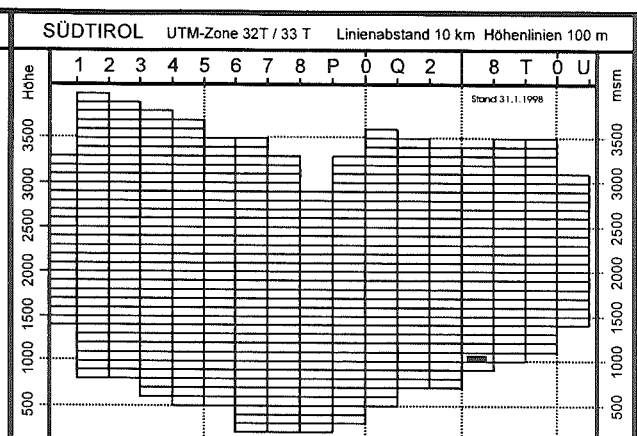 SÜDTIROL UTM-Zone 32T / 33 T Linienabstand 10 km Höhenlinien 100 m
Höhe 1 2 3 4 5 6 7 8 P 0 Q 2 8 T 0 U msm
Stand 31.1.1998
3500 3500
3000 3000
2500 2500
2000 2000
1500 1500
1000 1000
500 500